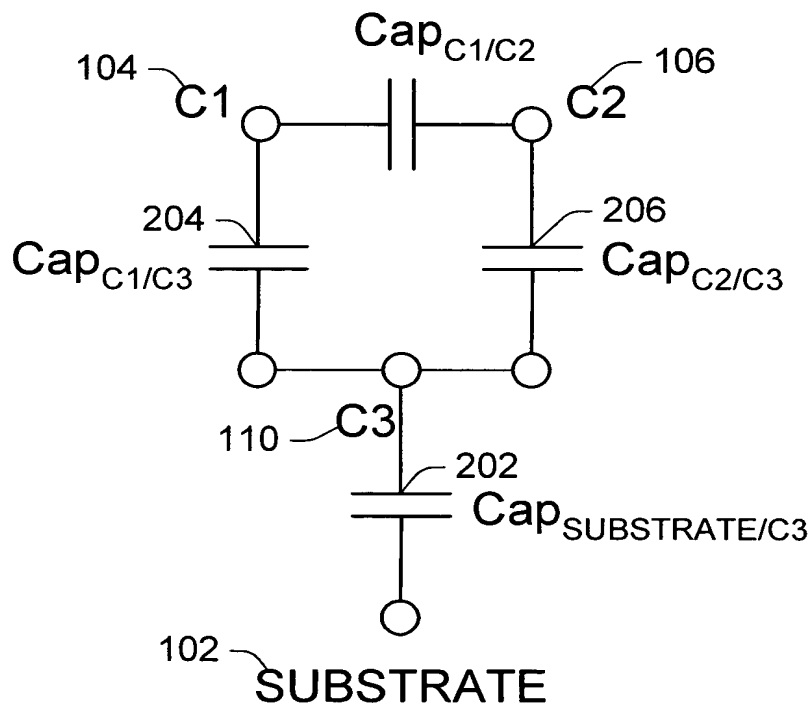 Cap C1/C2
104 C1
C2 106
204
206
Cap C1/C3
Cap C2/C3
110 C3
202
Cap SUBSTRATE/C3
102
SUBSTRATE